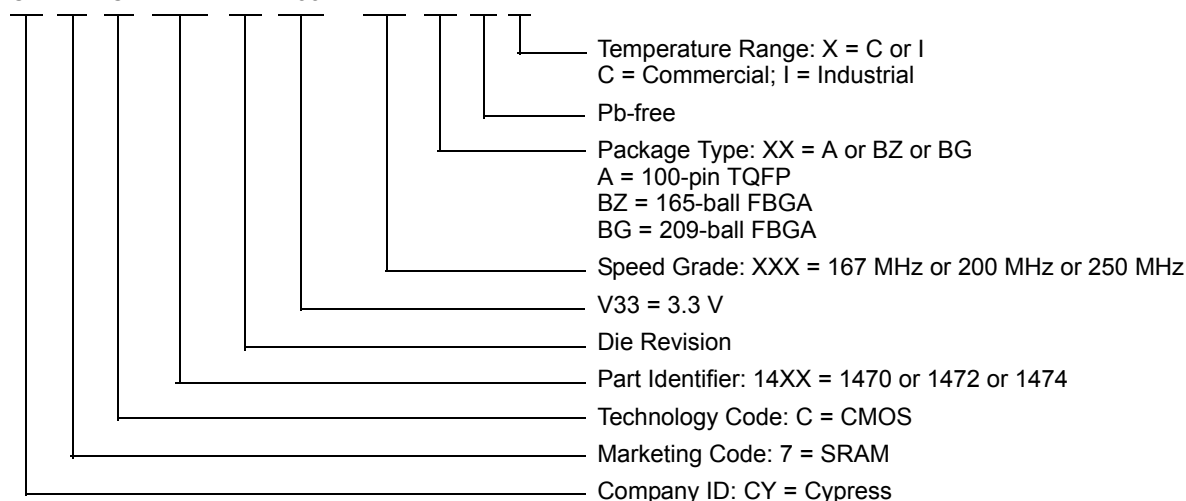 Temperature Range: X = C or I
C = Commercial; I = Industrial
Pb-free
Package Type: XX = A or BZ or BG
A = 100-pin TQFP
BZ = 165-ball FBGA
BG = 209-ball FBGA
Speed Grade: XXX = 167 MHz or 200 MHz or 250 MHz
V33 = 3.3 V
Die Revision
Part Identifier: 14XX = 1470 or 1472 or 1474
Technology Code: C = CMOS
Marketing Code: 7 = SRAM
Company ID: CY = Cypress